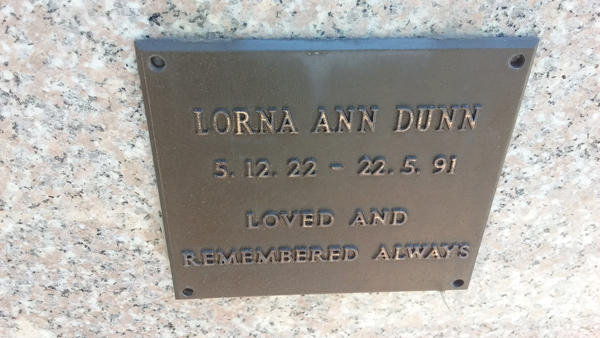 LORNA ANN DUNN
5. 12. 22 - 22. 5. 91
LOVED AND
REMEMBERED ALWAYS